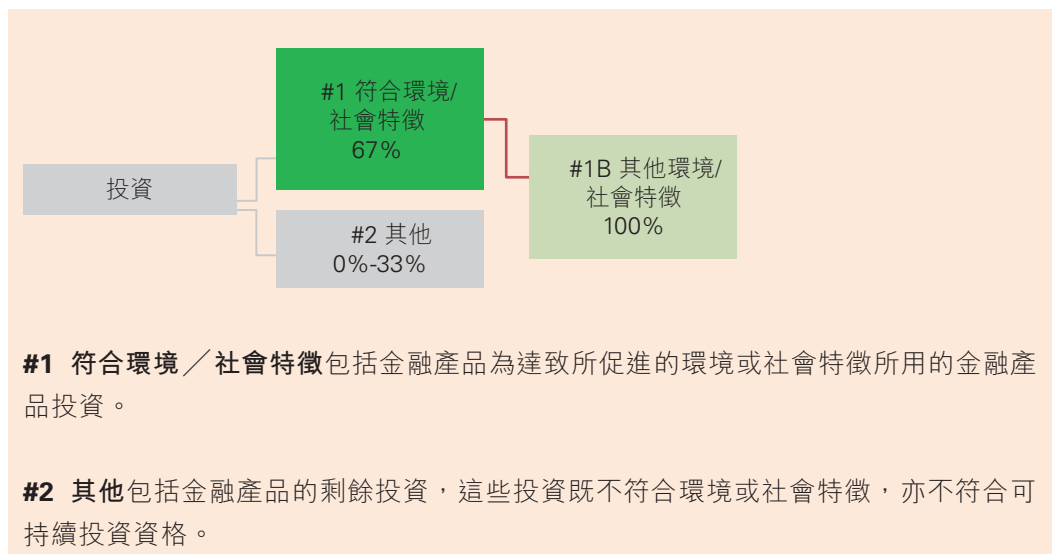 #1 符合環境/
社會特徵
67%
投資
#1B 其他環境/
社會特徵
100%
#2 其他
0%-33%
#1 符合環境／社會特徵包括金融產品為達致所促進的環境或社會特徵所用的金融產
品投資。
#2 其他包括金融產品的剩餘投資，這些投資既不符合環境或社會特徵，亦不符合可
持續投資資格。